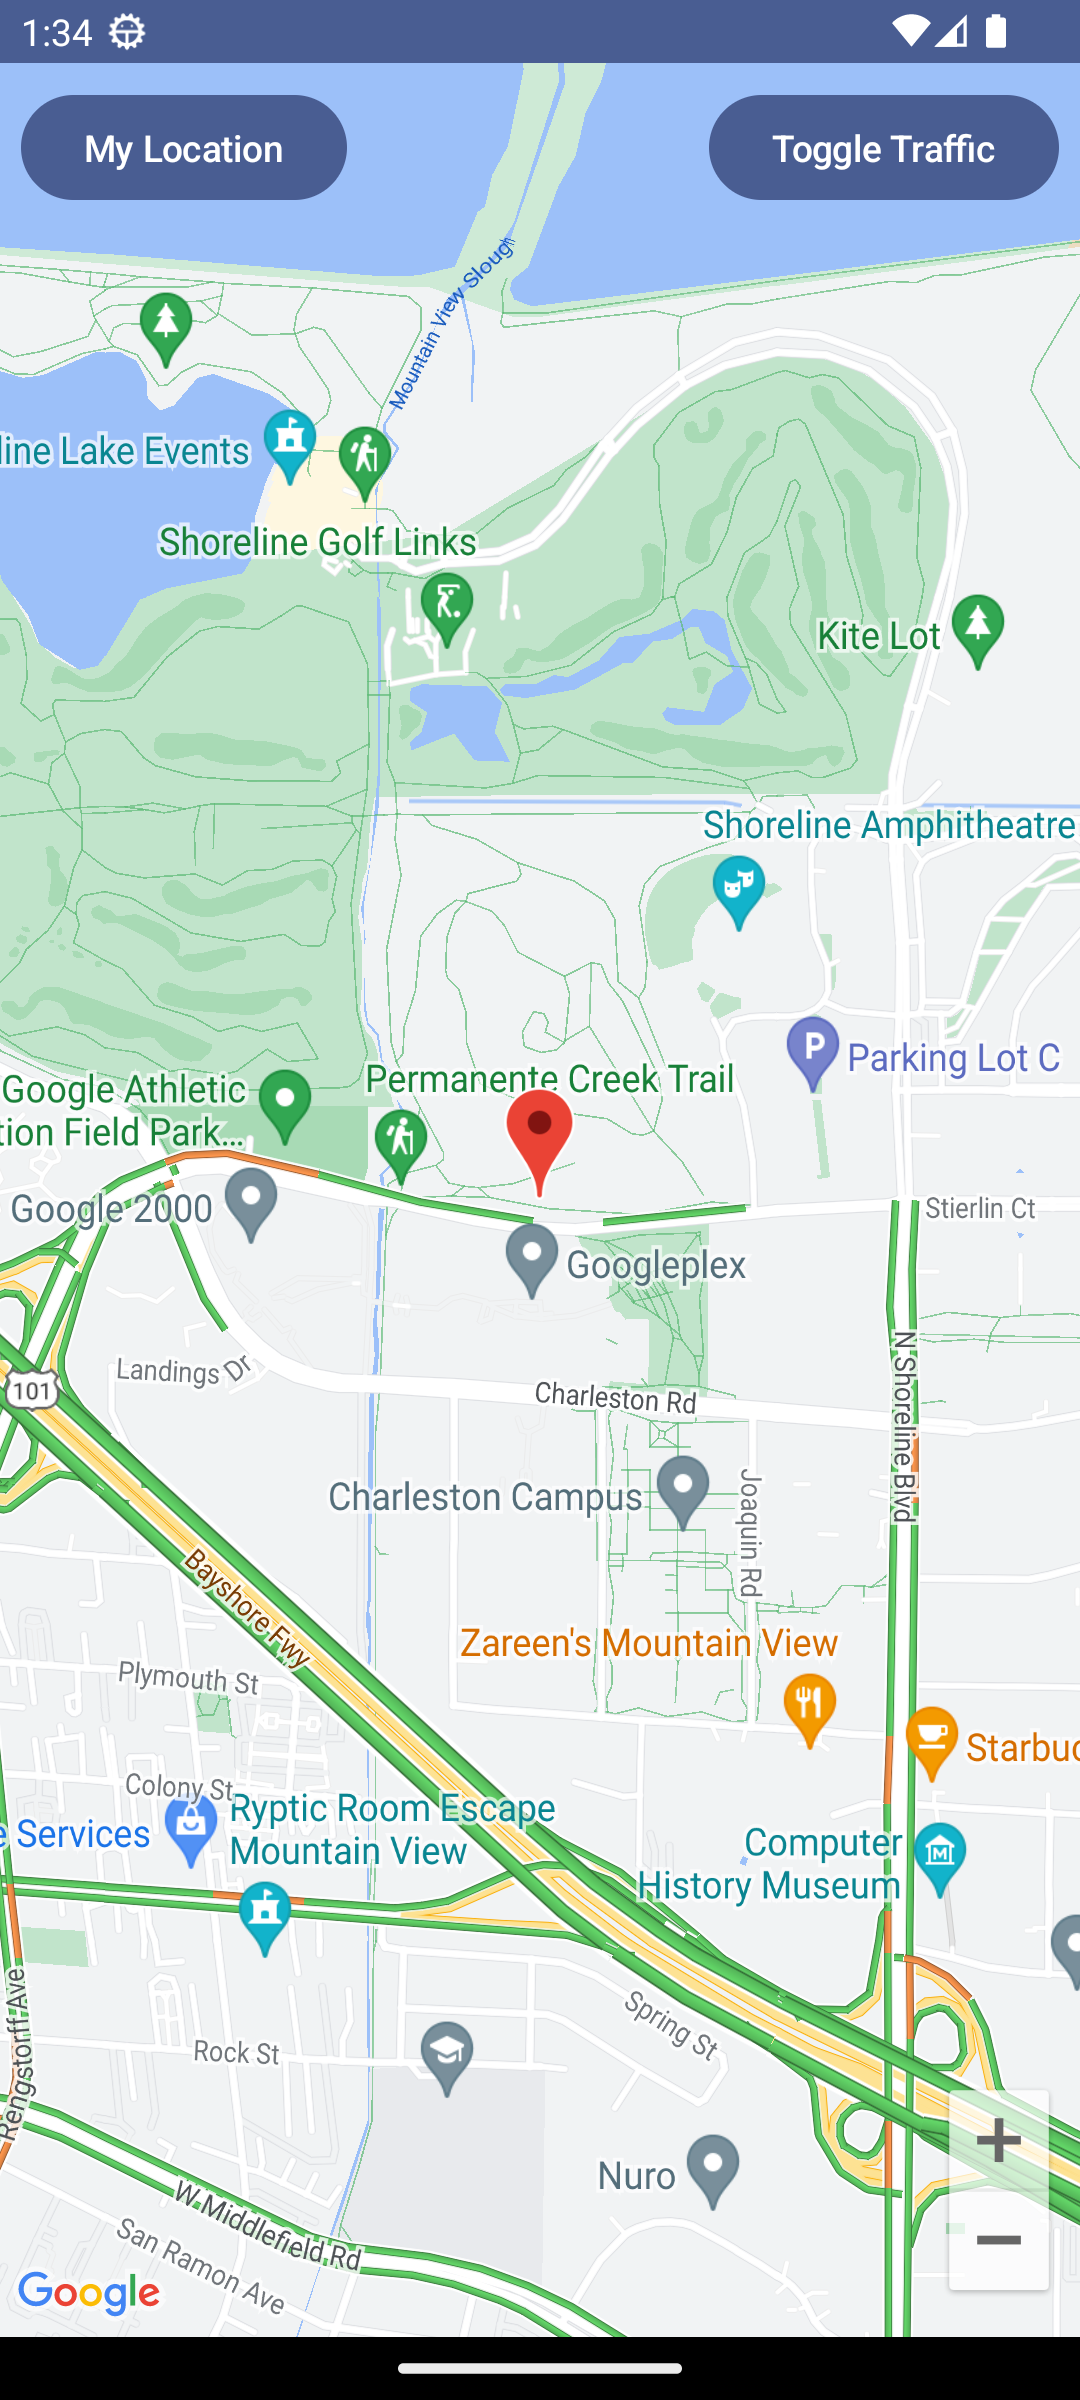 1:34
My Location
Toggle Traffic
Mountain View Slough
line Lake Events
Shoreline Golf Links
Kite Lot
Shoreline Amphitheatre
P
Parking Lot C
Permanente Creek Trail
Google Athletic
tion Field Park...
Google 2000
Stierlin Ct
Googleplex
Landings Dr
101
Charleston Rd
N Shoreline Blvd
Charleston Campus
Joaquin Rd
Bayshore Fwy
Zareen's Mountain View
Plymouth St
Starbuc
Colony St
e Services
Ryptic Room Escape
Mountain View
Computer
History Museum
Rengstorff Ave
Spring St
Rock St
Nuro
W Middlefield Rd
San Ramon Ave
Google